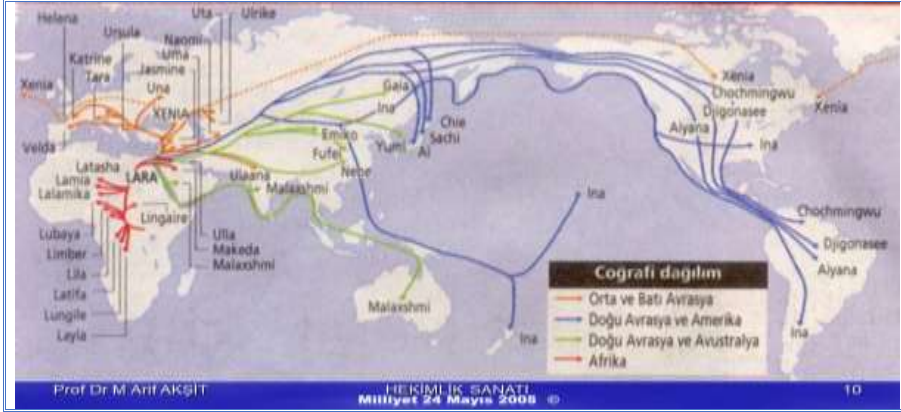 Helena
Uta
Ulrike
Ursula
Naomi
Uma
Katrine
Jasmine
Tara
Xenia
Una
XENIA
Velda
Gaia
Ina
Emiko
Fufei
Yumi
Ai
Sachi
Chie
Nene
Xenia
Chochmingwu
Djigonasee
Xenia
Aiyana
Ina
Latasha
Lamia
LARA
Lalamika
Ulaana
Malaxshmi
Ina
Lingaire
Lubaya
Ulla
Limber
Makeda
Lila
Malaxshmi
Latifa
Lungile
Layla
Malaxshmi
Ina
Chochmingwu
Djigonasee
Aiyana
Ina
Coğrafi dağılım
Orta ve Batı Avrasya
Doğu Avrasya ve Amerika
Doğu Avrasya ve Avustralya
Afrika
Prof Dr M Arif AKŞİT
HEKİMLİK SANATI
10
Milliyet 24 Mayıs 2008 ©